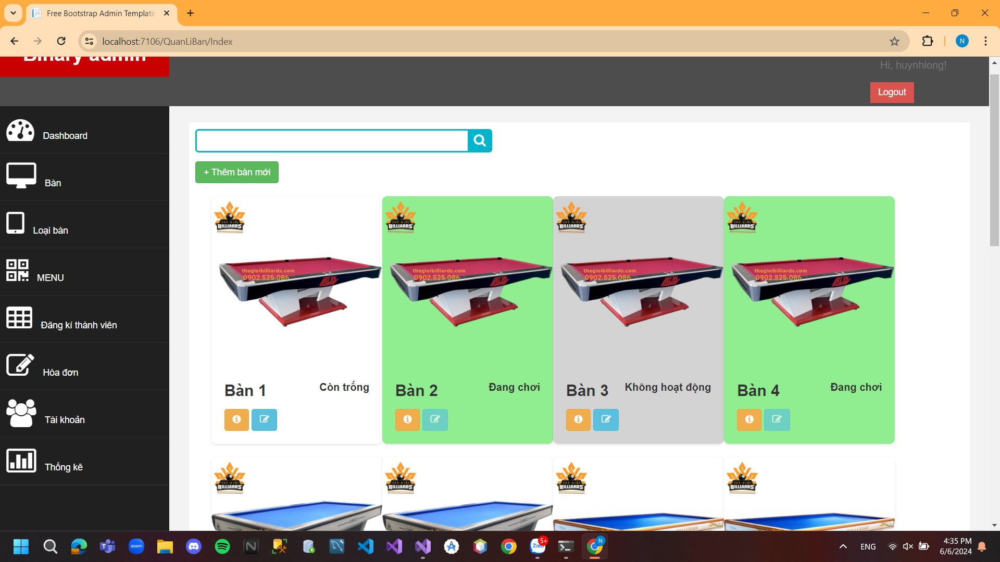 Free Bootstrap Admin Template
localhost:7106/QuanLiBan/Index
N
Binary admin
Hi, huynhlong!
Logout
Dashboard
Bàn
Loại bàn
MENU
Đăng kí thành viên
Hóa đơn
Tài khoản
Thống kê
+ Thêm bàn mới
THẾ GIỚI
BILLIARDS
thegioibilliards.com
0902.525.086
Bàn 1
Còn trống
THẾ GIỚI
BILLIARDS
thegioibilliards.com
0902.525.086
Bàn 2
Đang chơi
THẾ GIỚI
BILLIARDS
thegioibilliards.com
0902.525.086
Bàn 3
Không hoạt động
THẾ GIỚI
BILLIARDS
thegioibilliards.com
0902.525.086
Bàn 4
Đang chơi
THẾ GIỚI
BILLIARDS
THẾ GIỚI
BILLIARDS
THẾ GIỚI
BILLIARDS
THẾ GIỚI
BILLIARDS
zoom
Zalo
5+
N
ENG
4:35 PM
6/6/2024